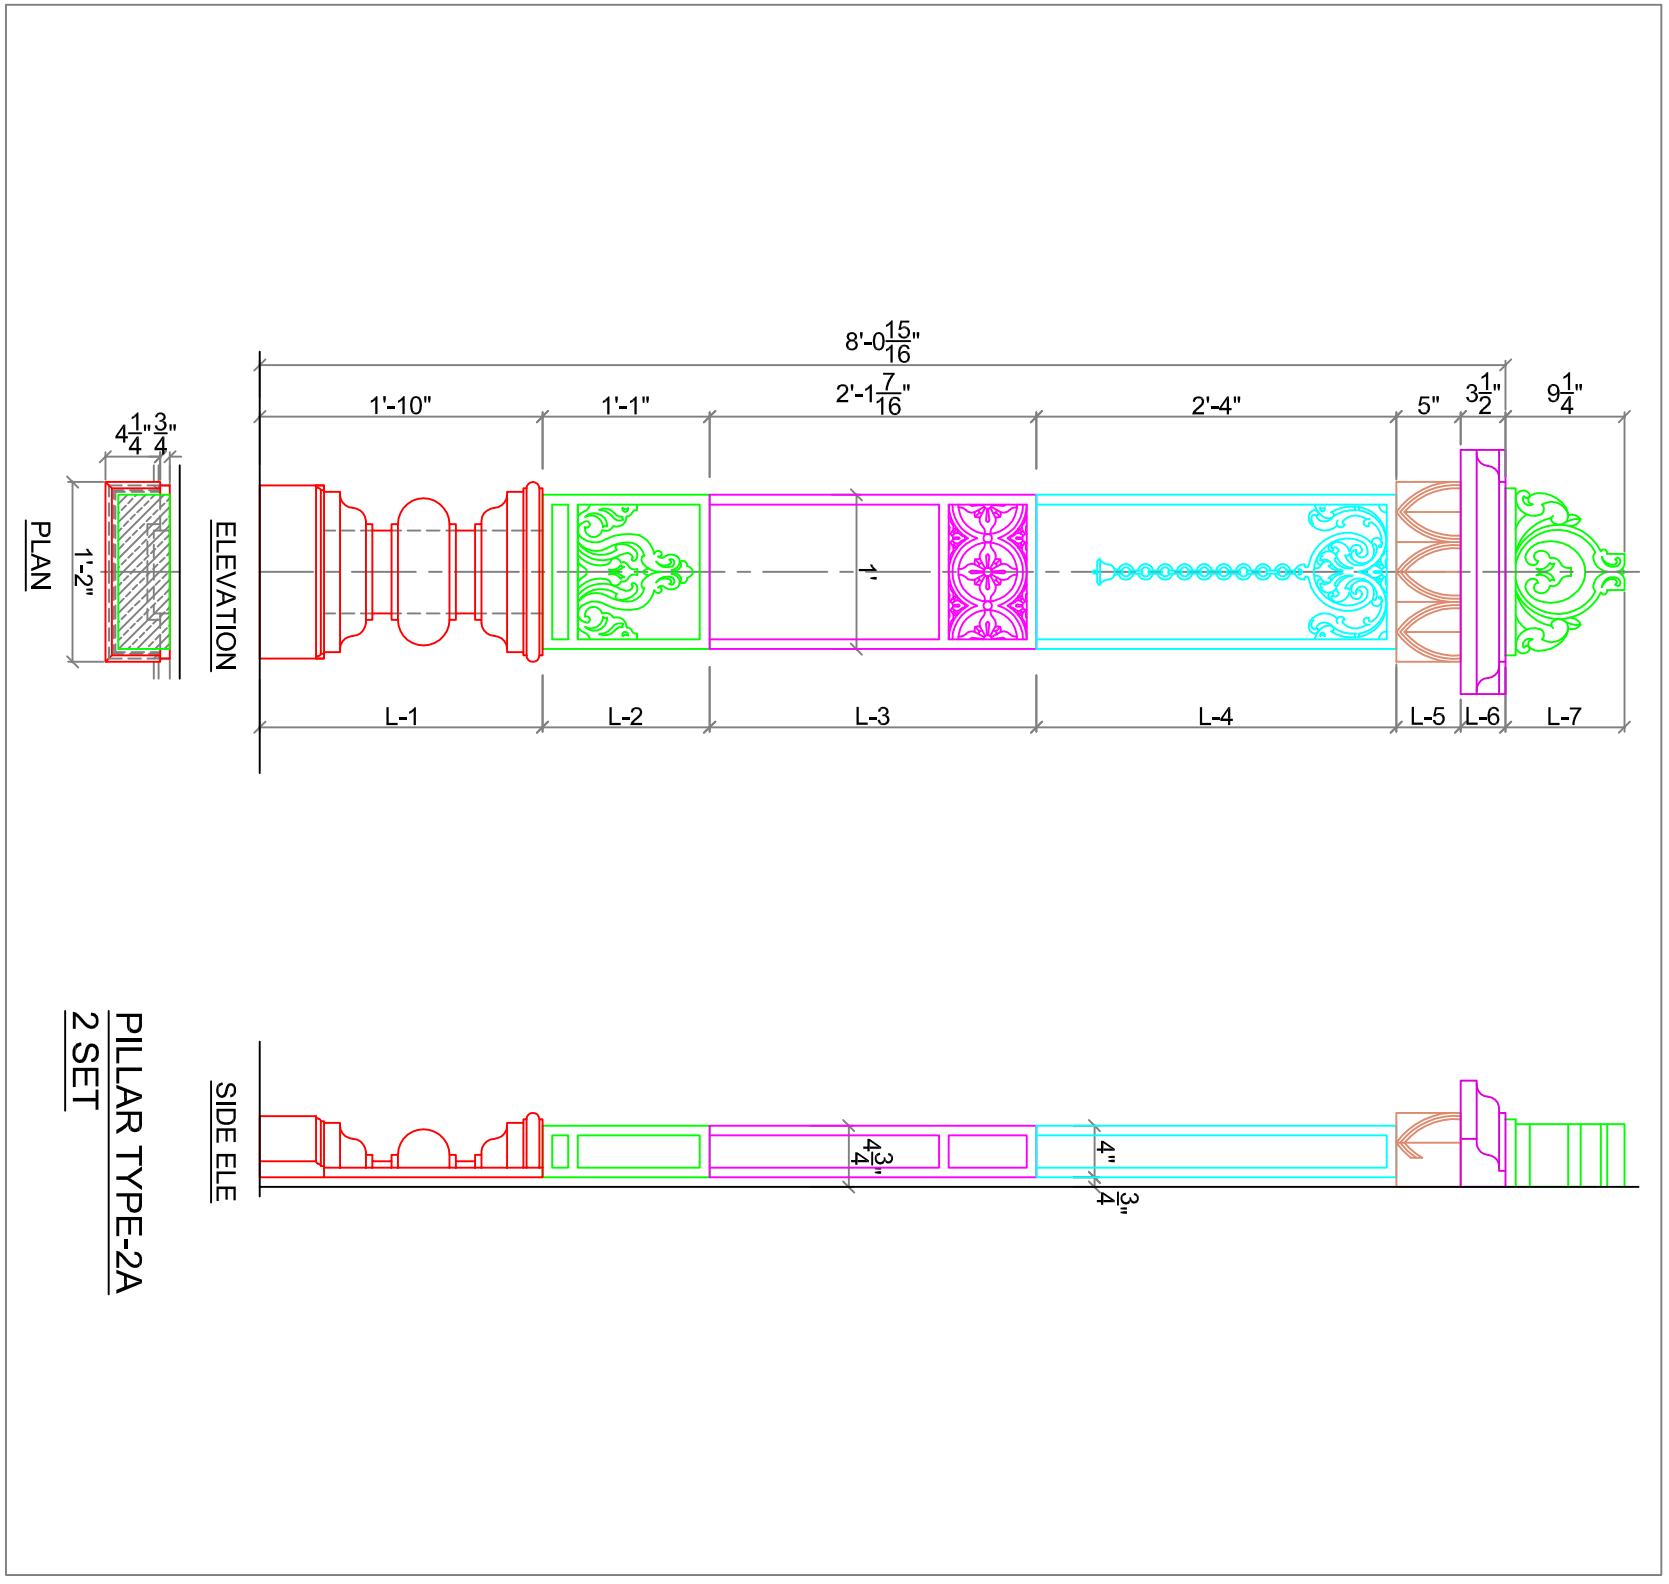 8'-0 15/16"
1'-10"
1'-1"
2'-1 7/16"
2'-4"
5"
3 1/2"
9 1/4"
4 1/4"
3/4"
1'-2"
PLAN
ELEVATION
1'
L-1
L-2
L-3
L-4
L-5
L-6
L-7
SIDE ELE
4 3/4"
4"
3/4"
PILLAR TYPE-2A
2 SET